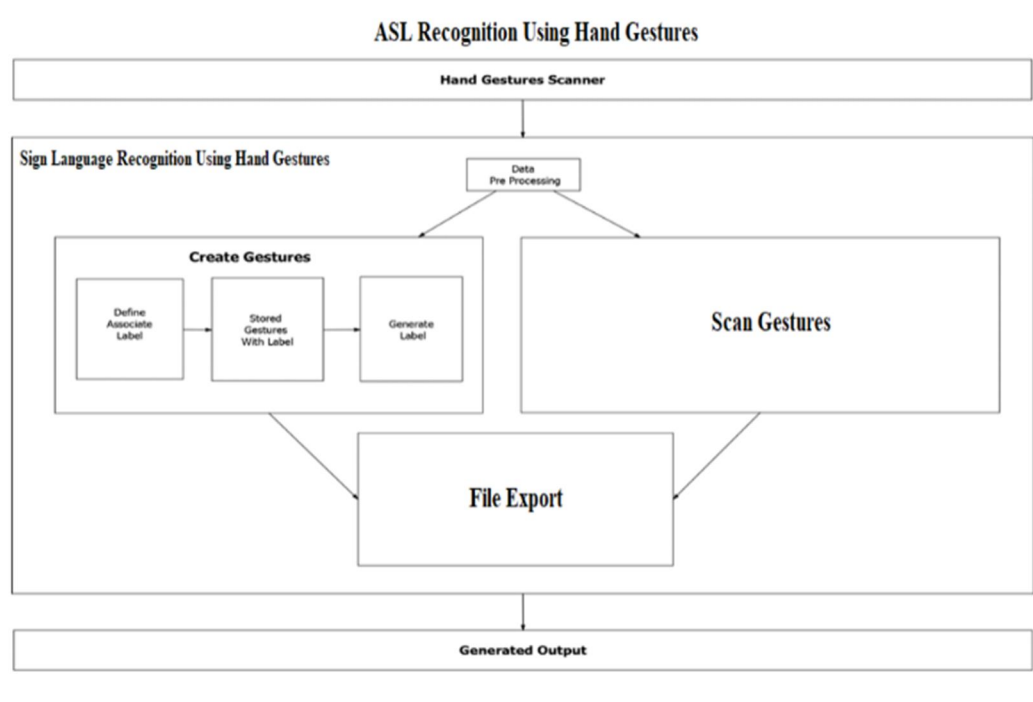 ASL Recognition Using Hand Gestures
Hand Gestures Scanner
Sign Language Recognition Using Hand Gestures
Data
Pre Processing
Create Gestures
Define
Associate
Label
Stored
Gestures
With Label
Generate
Label
Scan Gestures
File Export
Generated Output